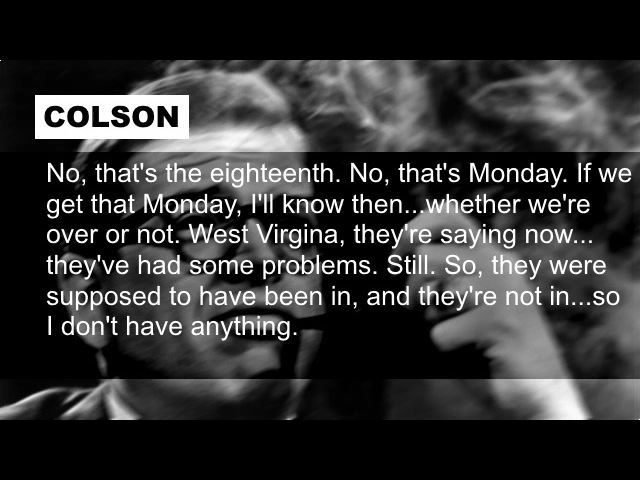 COLSON
No, that's the eighteenth. No, that's Monday. If we
get that Monday, I'll know then...whether we're
over or not. West Virgina, they're saying now...
they've had some problems. Still. So, they were
supposed to have been in, and they're not in...so
I don't have anything.